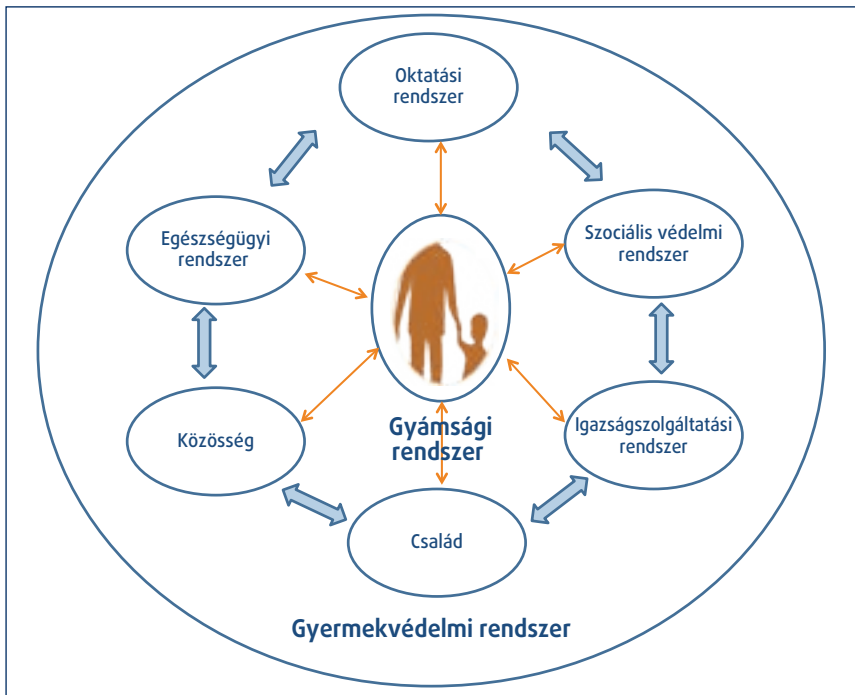 Oktatási
rendszer
Egészségügyi
rendszer
Szociális védelmi
rendszer
Közösség
Gyámsági
rendszer
Igazságszolgáltatási
rendszer
Család
Gyermekvédelmi rendszer